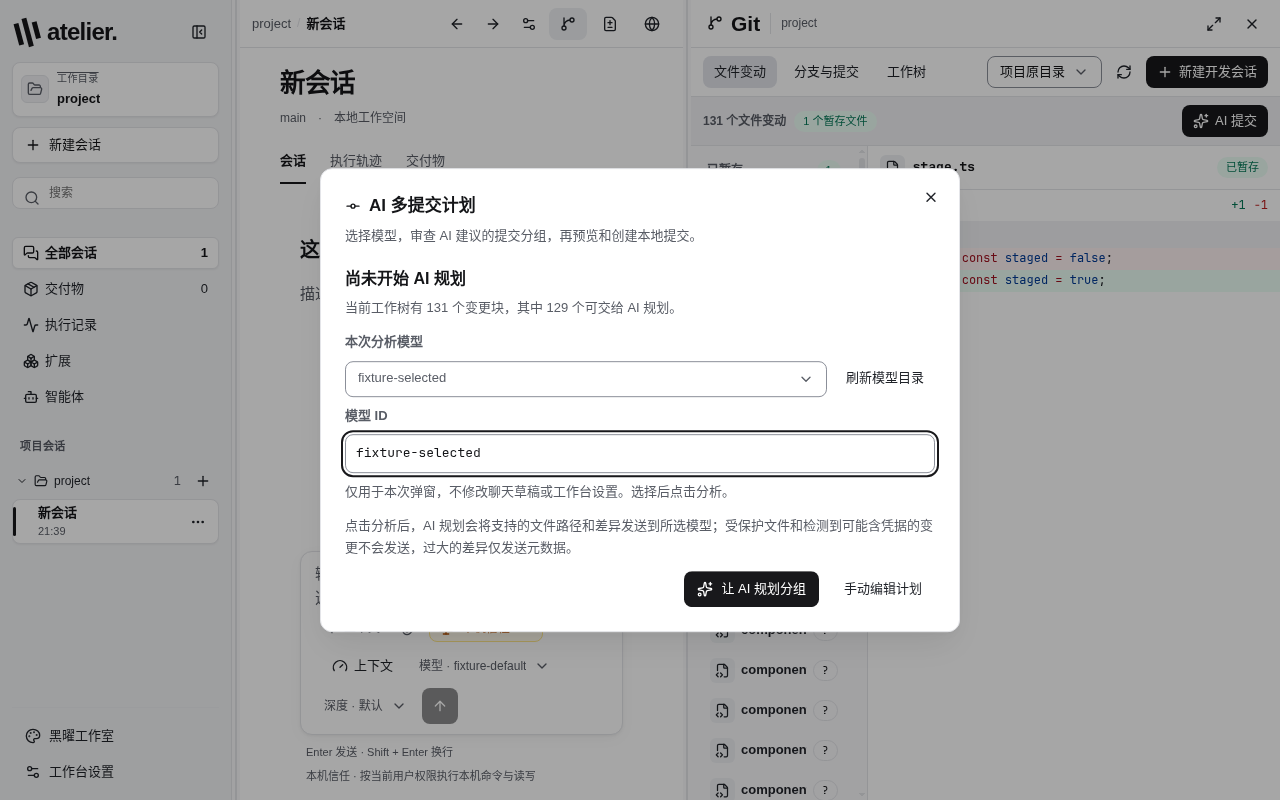 atelier.
工作目录
project
新建会话
搜索
全部会话 1
交付物 0
执行记录
扩展
智能体
项目会话
project 1
新会话
21:39
黑曜工作室
工作台设置
project / 新会话
新会话
main · 本地工作空间
会话 执行轨迹 交付物
上下文 模型 · fixture-default
深度 · 默认
Enter 发送 · Shift + Enter 换行
本机信任 · 按当前用户权限执行本机命令与读写
Git project
文件变动 分支与提交 工作树 项目原目录 新建开发会话
131 个文件变动 1 个暂存文件 AI 提交
stage.ts 已暂存
+1 -1
const staged = false;
const staged = true;
componen ?
componen ?
componen ?
componen ?
componen ?
AI 多提交计划
选择模型，审查 AI 建议的提交分组，再预览和创建本地提交。
尚未开始 AI 规划
当前工作树有 131 个变更块，其中 129 个可交给 AI 规划。
本次分析模型
fixture-selected 刷新模型目录
模型 ID
fixture-selected
仅用于本次弹窗，不修改聊天草稿或工作台设置。选择后点击分析。
点击分析后，AI 规划会将支持的文件路径和差异发送到所选模型；受保护文件和检测到可能含凭据的变
更不会发送，过大的差异仅发送元数据。
让 AI 规划分组 手动编辑计划